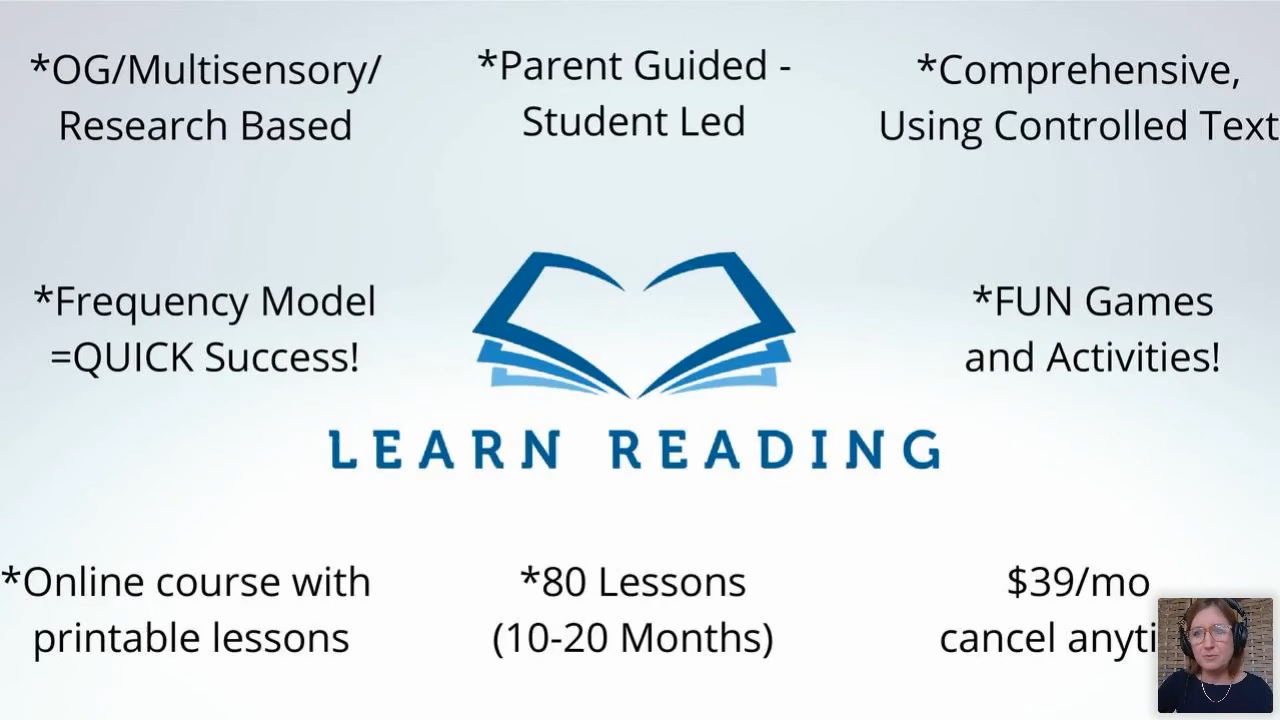 *OG/Multisensory/
Research Based
*Parent Guided -
Student Led
*Comprehensive,
Using Controlled Text
*Frequency Model
=QUICK Success!
*FUN Games
and Activities!
LEARN READING
*Online course with
printable lessons
*80 Lessons
(10-20 Months)
$39/mo
cancel